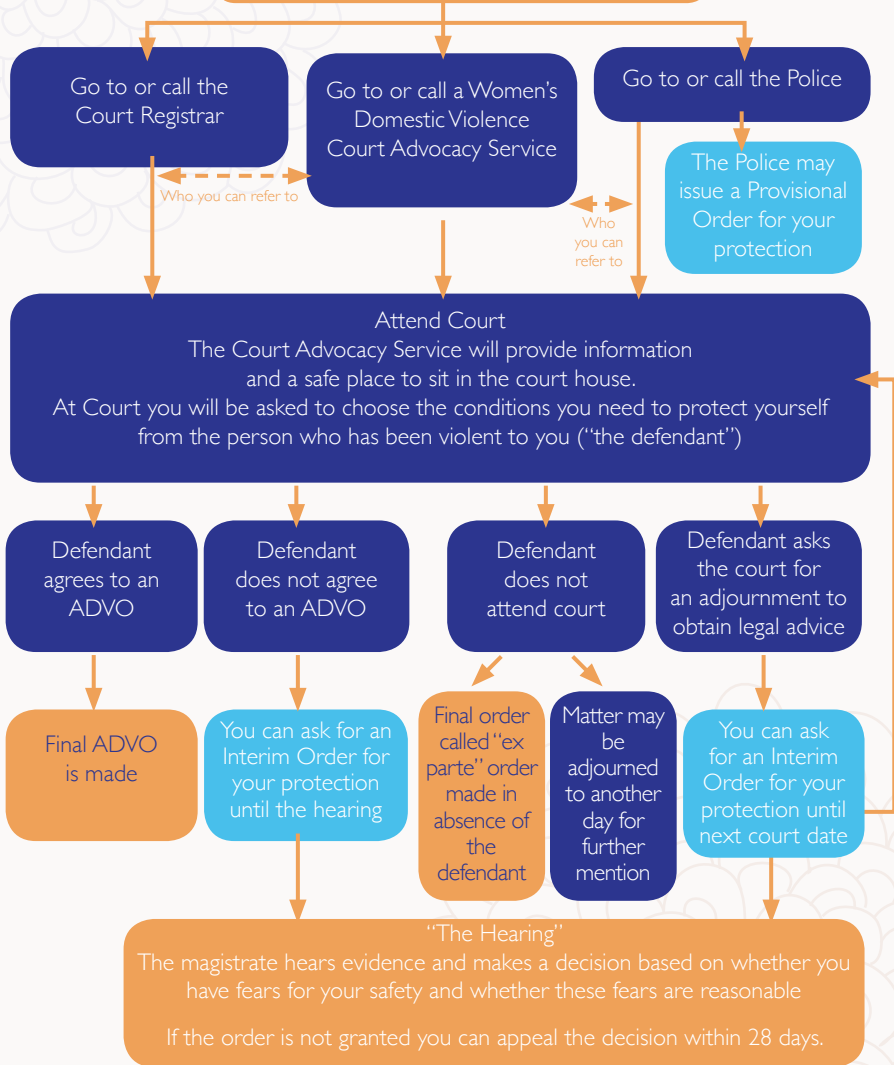 Go to or call the
Court Registrar
Go to or call a Women's
Domestic Violence
Court Advocacy Service
Go to or call the Police
Who you can refer to
Who
you can
refer to
The Police may
issue a Provisional
Order for your
protection
Attend Court
The Court Advocacy Service will provide information
and a safe place to sit in the court house.
At Court you will be asked to choose the conditions you need to protect yourself
from the person who has been violent to you (“the defendant”)
Defendant
agrees to an
ADVO
Defendant
does not agree
to an ADVO
Defendant
does not
attend court
Defendant asks
the court for
an adjournment to
obtain legal advice
Final ADVO
is made
You can ask for an
Interim Order for
your protection
until the hearing
Final order
called “ex
parte” order
made in
absence of
the
defendant
Matter may
be
adjourned
to another
day for
further
mention
You can ask
for an Interim
Order for your
protection until
next court date
“The Hearing”
The magistrate hears evidence and makes a decision based on whether you
have fears for your safety and whether these fears are reasonable
If the order is not granted you can appeal the decision within 28 days.